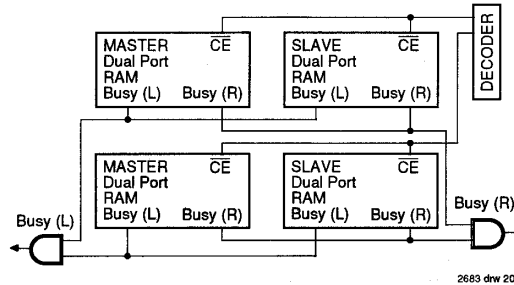 MASTER CE
Dual Port
RAM
Busy (L) Busy (R)
SLAVE CE
Dual Port
RAM
Busy (L) Busy (R)
DECODER
MASTER CE
Dual Port
RAM
Busy (L) Busy (R)
SLAVE CE
Dual Port
RAM
Busy (L) Busy (R)
Busy (L)
Busy (R)
2683 drw 20